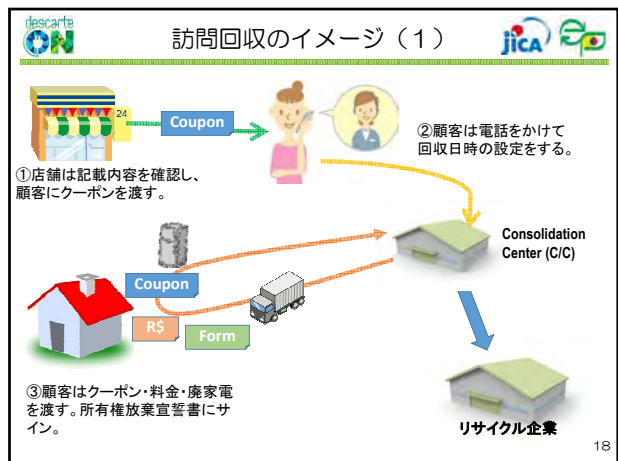 descarte
ON
訪問回収のイメージ（1）
jICA
24
Coupon
②顧客は電話をかけて
回収日時の設定をする。
①店舗は記載内容を確認し、
顧客にクーポンを渡す。
Consolidation
Center (C/C)
Coupon
R$
Form
③顧客はクーポン・料金・廃家電
を渡す。所有権放棄宣誓書にサ
イン。
リサイクル企業
18